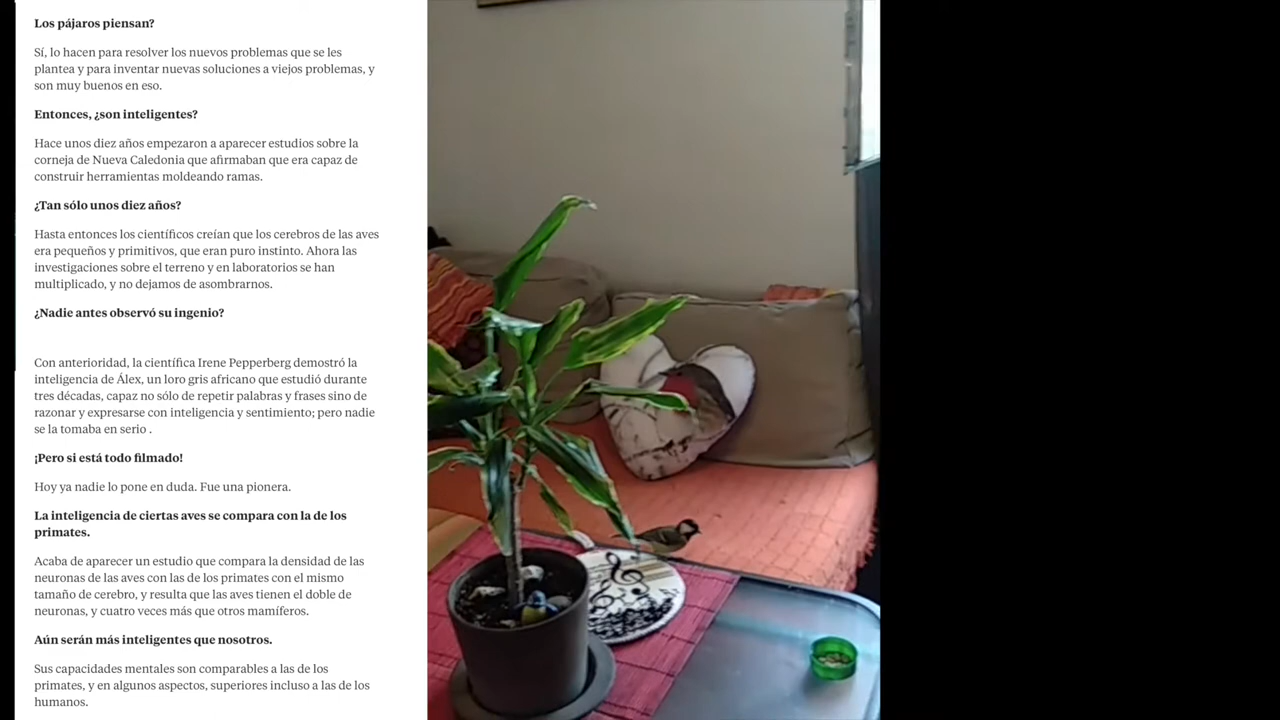 Los pájaros piensan?
Sí, lo hacen para resolver los nuevos problemas que se les
plantea y para inventar nuevas soluciones a viejos problemas, y
son muy buenos en eso.
Entonces, ¿son inteligentes?
Hace unos diez años empezaron a aparecer estudios sobre la
corneja de Nueva Caledonia que afirmaban que era capaz de
construir herramientas moldeando ramas.
¿Tan sólo unos diez años?
Hasta entonces los científicos creían que los cerebros de las aves
era pequeños y primitivos, que eran puro instinto. Ahora las
investigaciones sobre el terreno y en laboratorios se han
multiplicado, y no dejamos de asombrarnos.
¿Nadie antes observó su ingenio?
Con anterioridad, la científica Irene Pepperberg demostró la
inteligencia de Álex, un loro gris africano que estudió durante
tres décadas, capaz no sólo de repetir palabras y frases sino de
razonar y expresarse con inteligencia y sentimiento; pero nadie
se la tomaba en serio .
¡Pero si está todo filmado!
Hoy ya nadie lo pone en duda. Fue una pionera.
La inteligencia de ciertas aves se compara con la de los
primates.
Acaba de aparecer un estudio que compara la densidad de las
neuronas de las aves con las de los primates con el mismo
tamaño de cerebro, y resulta que las aves tienen el doble de
neuronas, y cuatro veces más que otros mamíferos.
Aún serán más inteligentes que nosotros.
Sus capacidades mentales son comparables a las de los
primates, y en algunos aspectos, superiores incluso a las de los
humanos.